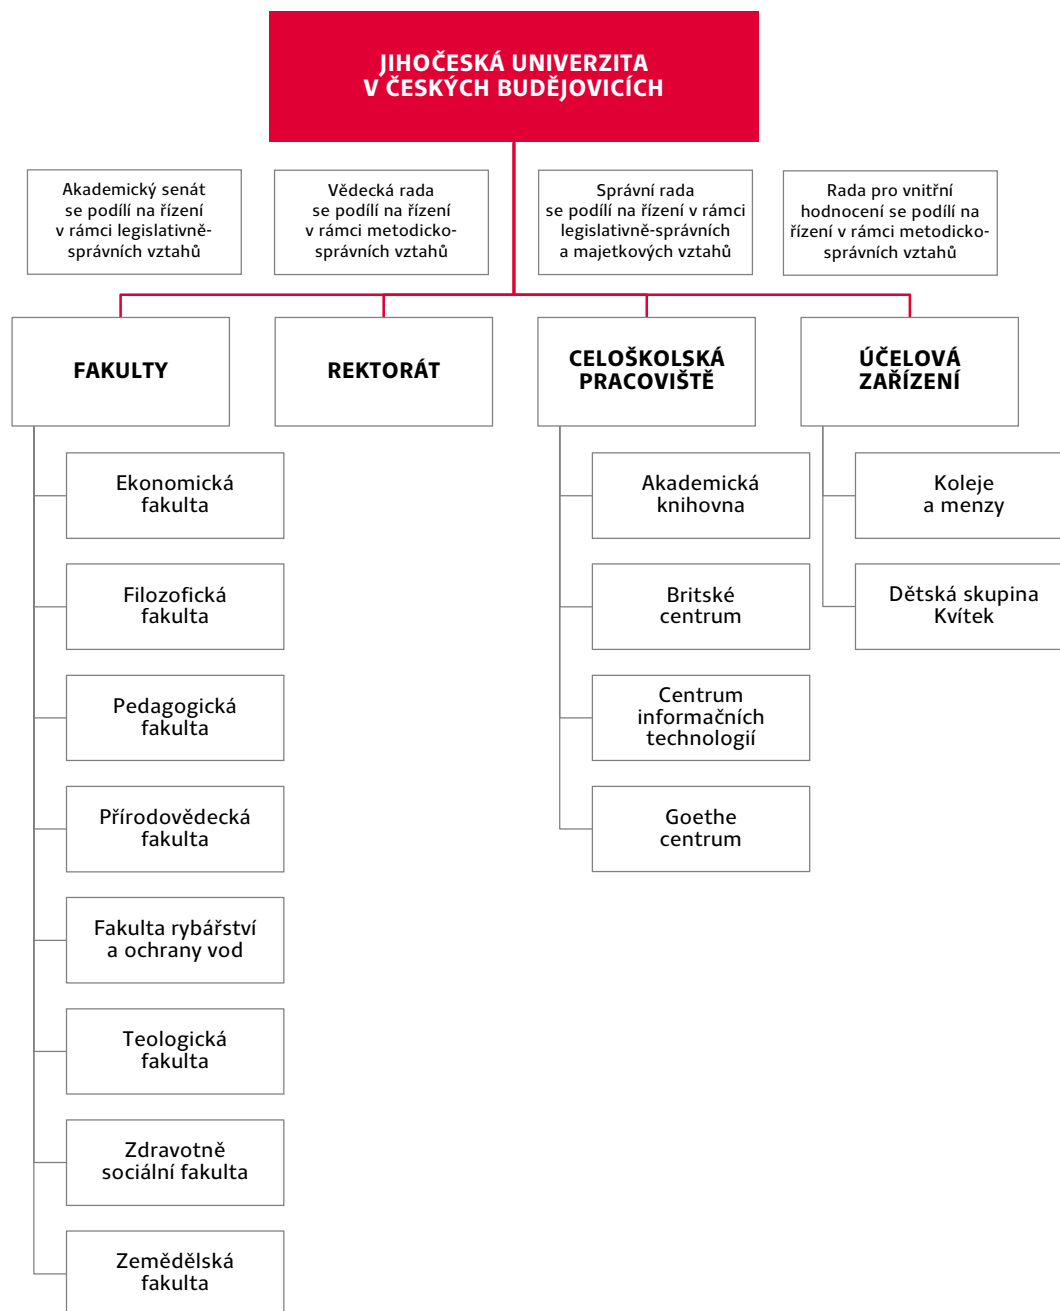 JIHOČESKÁ UNIVERZITA
V ČESKÝCH BUDĚJOVICÍCH
Akademický senát
se podílí na řízení
v rámci legislativně-
správních vztahů
Vědecká rada
se podílí na řízení
v rámci metodicko-
správních vztahů
Správní rada
se podílí na řízení v rámci
legislativně-správních
a majetkových vztahů
Rada pro vnitřní
hodnocení se podílí na
řízení v rámci metodicko-
správních vztahů
FAKULTY
REKTORÁT
CELOŠKOLSKÁ
PRACOVIŠTĚ
ÚČELOVÁ
ZAŘÍZENÍ
Ekonomická
fakulta
Filozofická
fakulta
Pedagogická
fakulta
Přírodovědecká
fakulta
Fakulta rybářství
a ochrany vod
Teologická
fakulta
Zdravotně
sociální fakulta
Zemědělská
fakulta
Akademická
knihovna
Britské
centrum
Centrum
informačních
technologií
Goethe
centrum
Koleje
a menzy
Dětská skupina
Kvítek